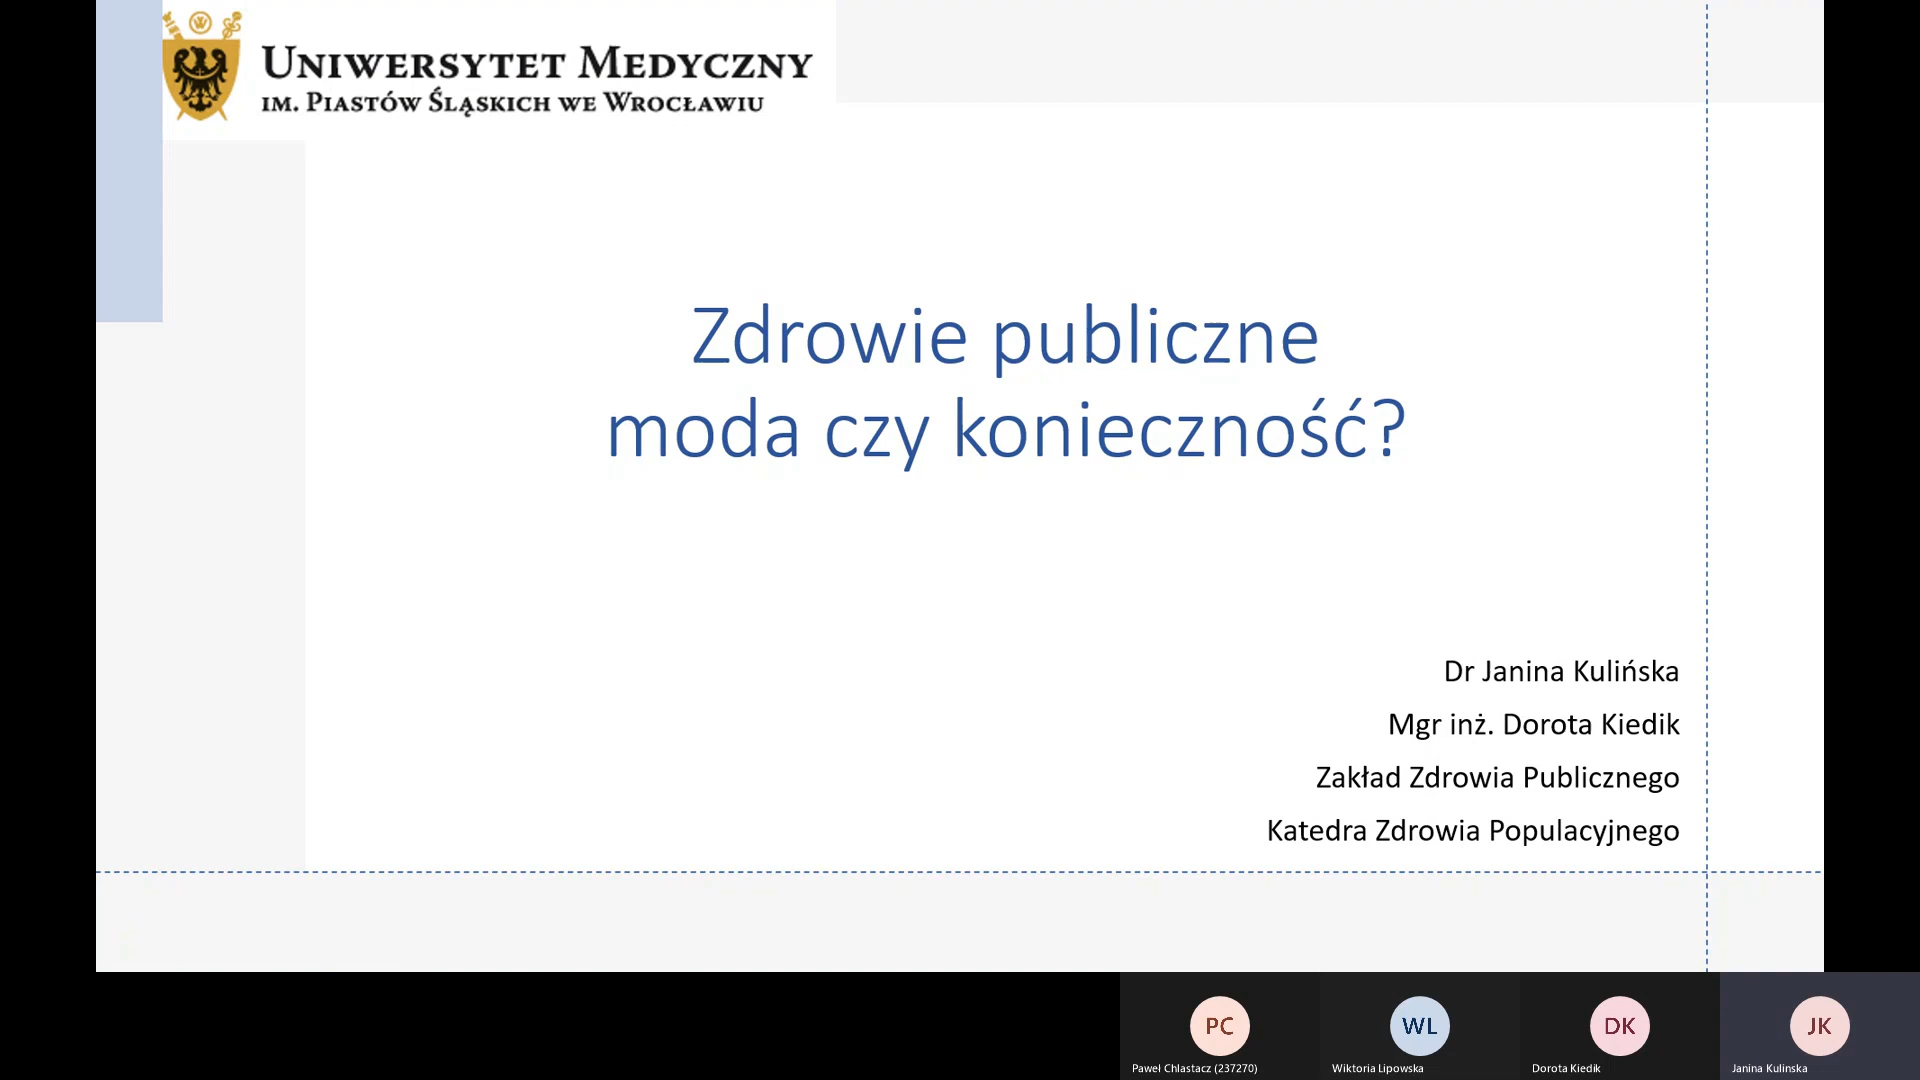 Uniwersytet Medyczny
im. Piastów Śląskich we Wrocławiu
Zdrowie publiczne
moda czy konieczność?
Dr Janina Kulińska
Mgr inż. Dorota Kiedik
Zakład Zdrowia Publicznego
Katedra Zdrowia Populacyjnego
PC
WL
DK
JK
Paweł Chlastacz (237270)
Wiktoria Lipowska
Dorota Kiedik
Janina Kulinska